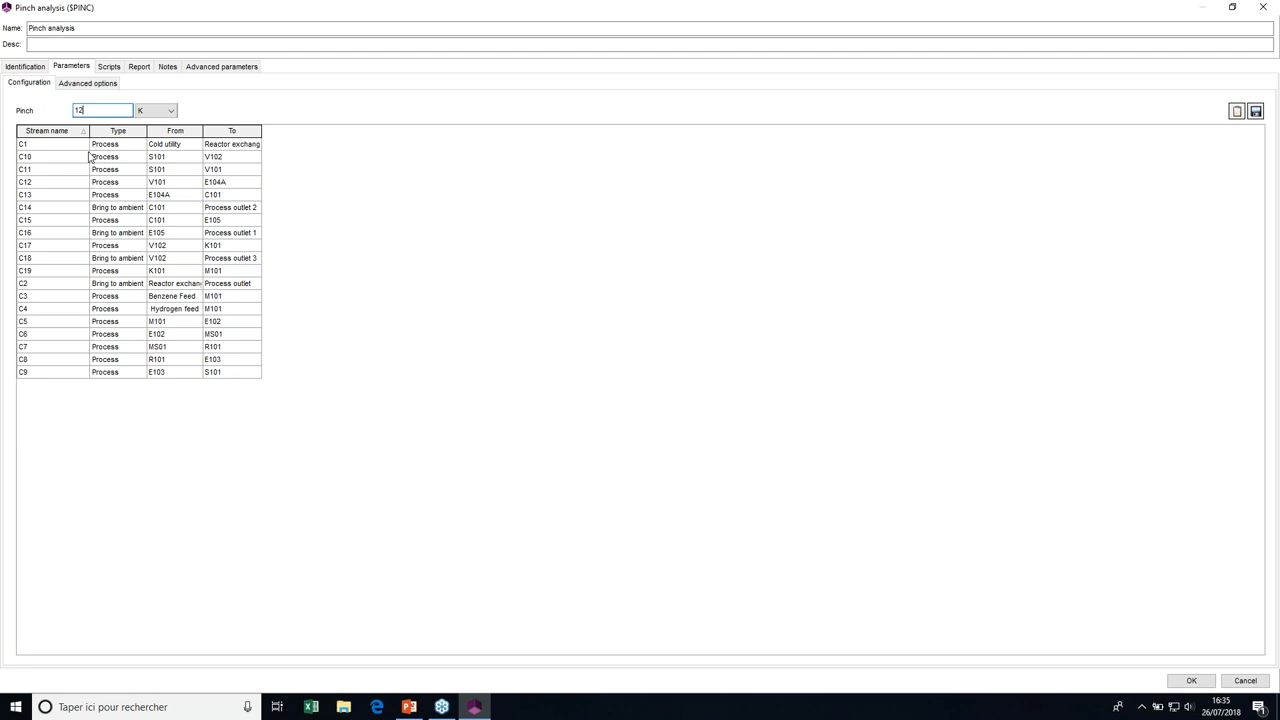 Pinch analysis ($PINC)
Name: Pinch analysis
Desc:
Identification Parameters Scripts Report Notes Advanced parameters
Configuration Advanced options
Pinch 12 K
Stream name Type From To
C1 Process Cold utility Reactor exchang
C10 Process S101 V102
C11 Process S101 V101
C12 Process V101 E104A
C13 Process E104A C101
C14 Bring to ambient C101 Process outlet 2
C15 Process C101 E105
C16 Bring to ambient E105 Process outlet 1
C17 Process V102 K101
C18 Bring to ambient V102 Process outlet 3
C19 Process K101 M101
C2 Bring to ambient Reactor exchan Process outlet
C3 Process Benzene Feed M101
C4 Process Hydrogen feed M101
C5 Process M101 E102
C6 Process E102 MS01
C7 Process MS01 R101
C8 Process R101 E103
C9 Process E103 S101
OK Cancel
Taper ici pour rechercher
16:35
26/07/2018
1